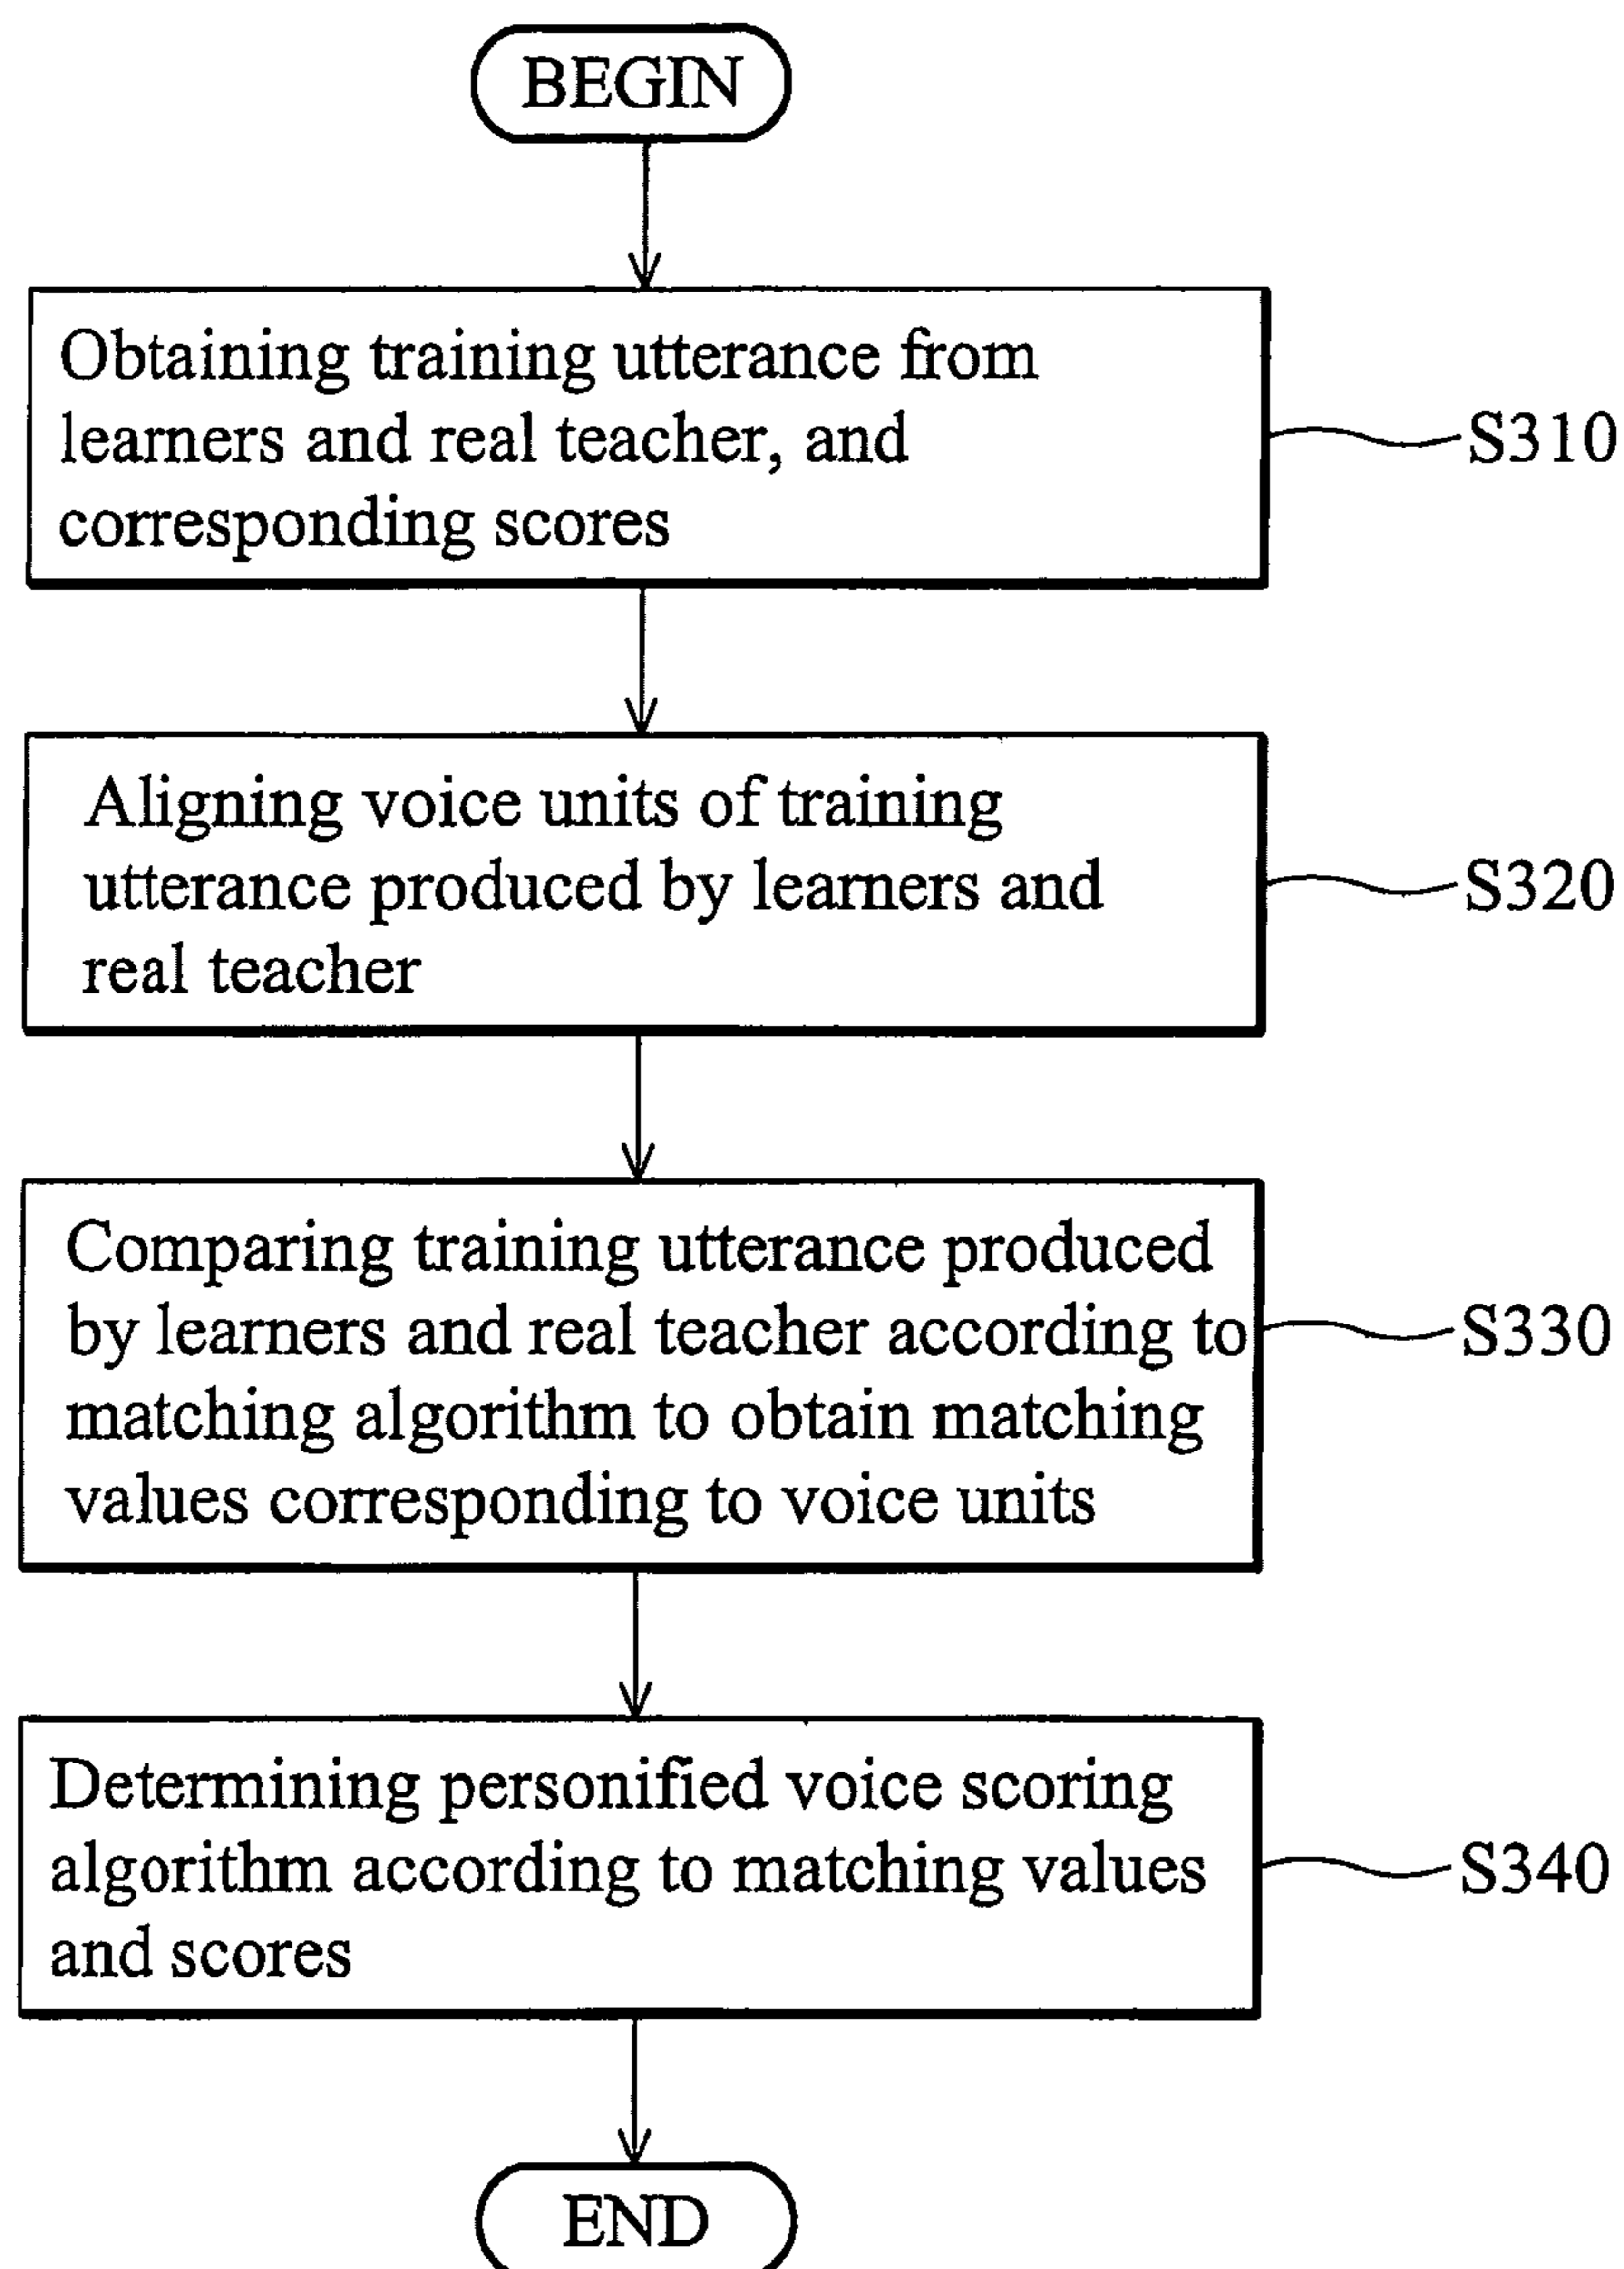 BEGIN
Obtaining training utterance from
learners and real teacher, and
corresponding scores
S310
Aligning voice units of training
utterance produced by learners and
real teacher
S320
Comparing training utterance produced
by learners and real teacher according to
matching algorithm to obtain matching
values corresponding to voice units
S330
Determining personified voice scoring
algorithm according to matching values
and scores
S340
END